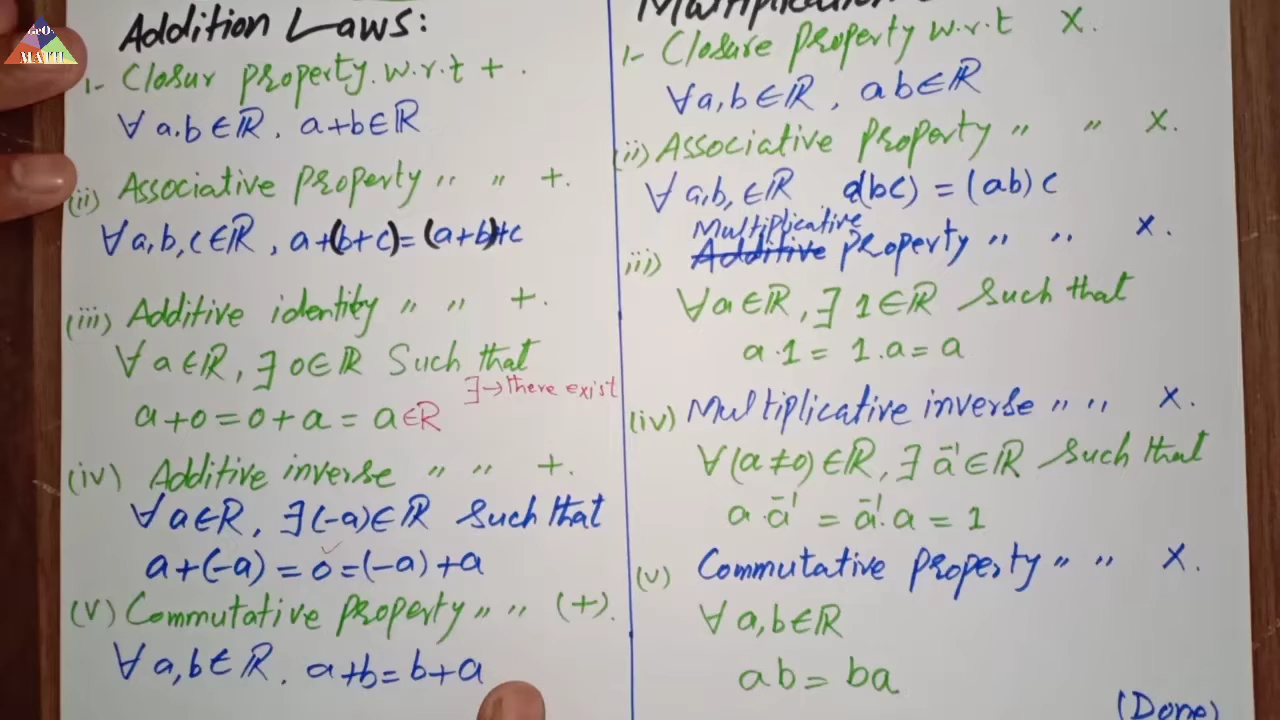 GEO.
MATH
Addition Laws:
1- Closur property. w.r.t + .
∀ a,b ∈ ℝ, a+b ∈ ℝ
(ii) Associative property " " +.
∀ a, b, c ∈ ℝ, a+(b+c)=(a+b)+c
(iii) Additive identity " " +.
∀ a ∈ ℝ, ∃ 0 ∈ ℝ Such that
∃→there exist
a+0 = 0+a = a ∈ ℝ
(iv) Additive inverse " " +.
∀ a ∈ ℝ, ∃ (-a) ∈ ℝ such that
a+(-a) = 0 = (-a)+a
(v) Commutative property " " (+).
∀ a, b ∈ ℝ. a+b = b+a
1- Closure property w.r.t X.
∀ a, b ∈ ℝ, ab ∈ ℝ
(ii) Associative property " " X.
∀ a, b, ∈ ℝ a(bc) = (ab) c
Multiplicative
iii) Additive property " " X.
∀ a ∈ ℝ, ∃ 1 ∈ ℝ Such that
a·1 = 1.a = a
(iv) Multiplicative inverse " " X.
∀ (a≠0) ∈ ℝ, ∃ a⁻¹ ∈ ℝ such that
a·a⁻¹ = a⁻¹.a = 1
(v) Commutative property " " X.
∀ a, b ∈ ℝ
ab = ba
(Done)